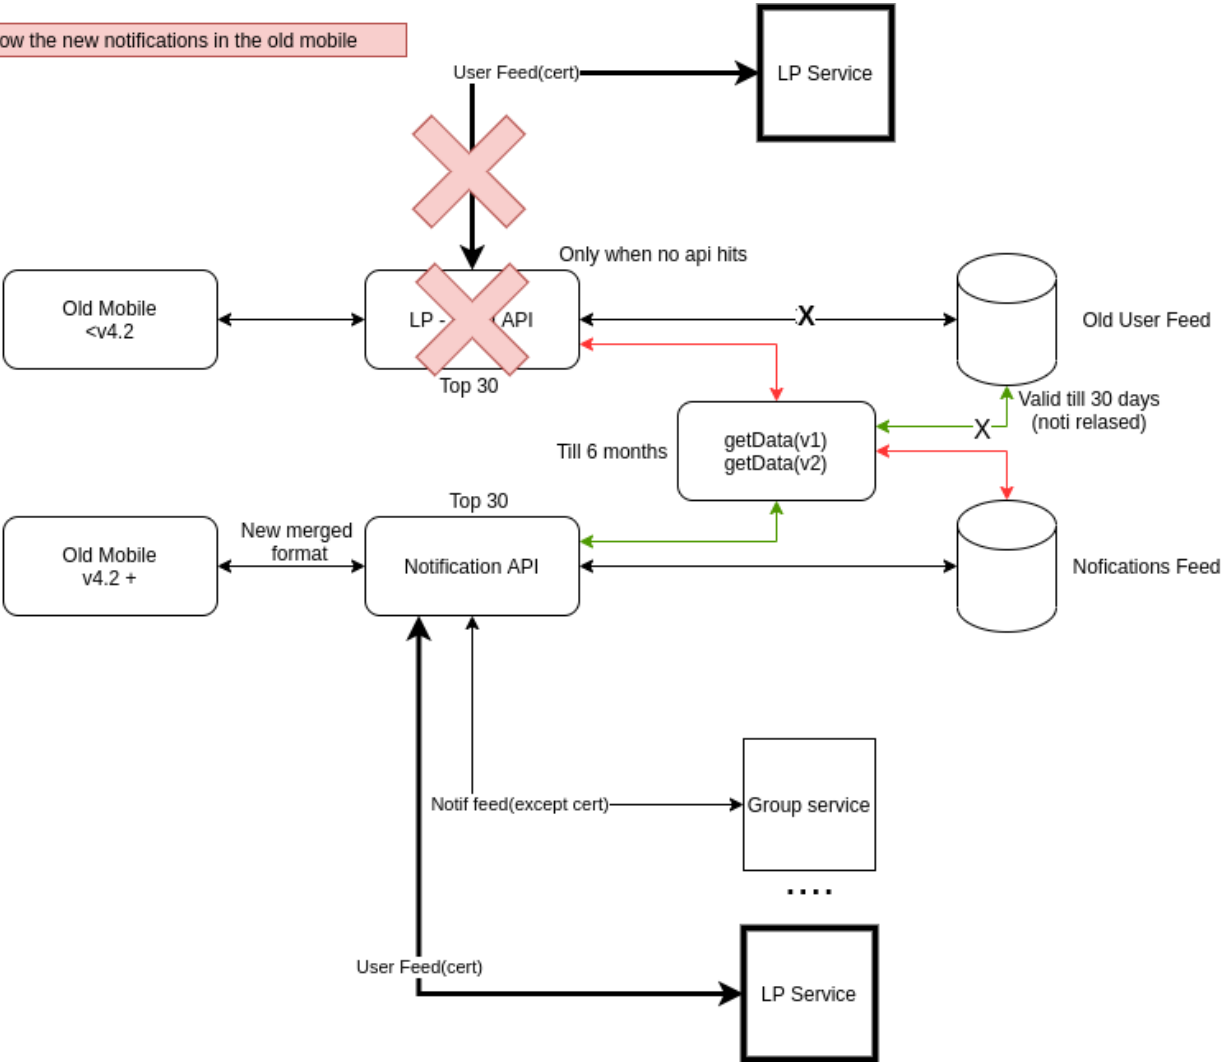 ow the new notifications in the old mobile
User Feed(cert)
LP Service
Only when no api hits
Old Mobile
<v4.2
LP -
API
X
Old User Feed
Top 30
Valid till 30 days
(noti relased)
X
getData(v1)
getData(v2)
Till 6 months
Top 30
New merged
format
Old Mobile
v4.2 +
Notification API
Nofications Feed
Notif feed(except cert)
Group service
....
User Feed(cert)
LP Service